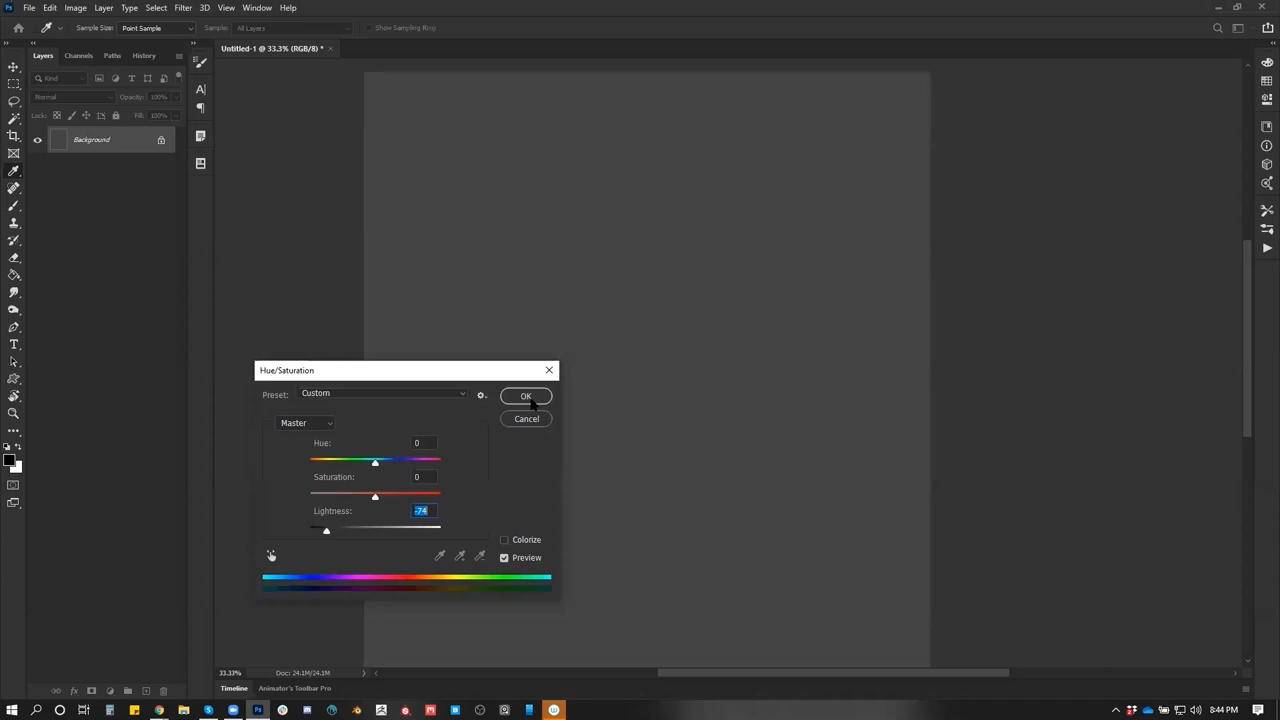 Ps File Edit Image Layer Type Select Filter 3D View Window Help
Sample Size: Point Sample Sample: All Layers Show Sampling Ring
Untitled-1 @ 33.3% (RGB/8) * ×
Layers Channels Paths History
Kind
Normal Opacity: 100%
Lock: Fill: 100%
Background
Hue/Saturation
Preset: Custom
OK
Cancel
Master
Hue: 0
Saturation: 0
Lightness: -74
Colorize
Preview
33.33% Doc: 24.1M/24.1M
Timeline Animator's Toolbar Pro
8:44 PM